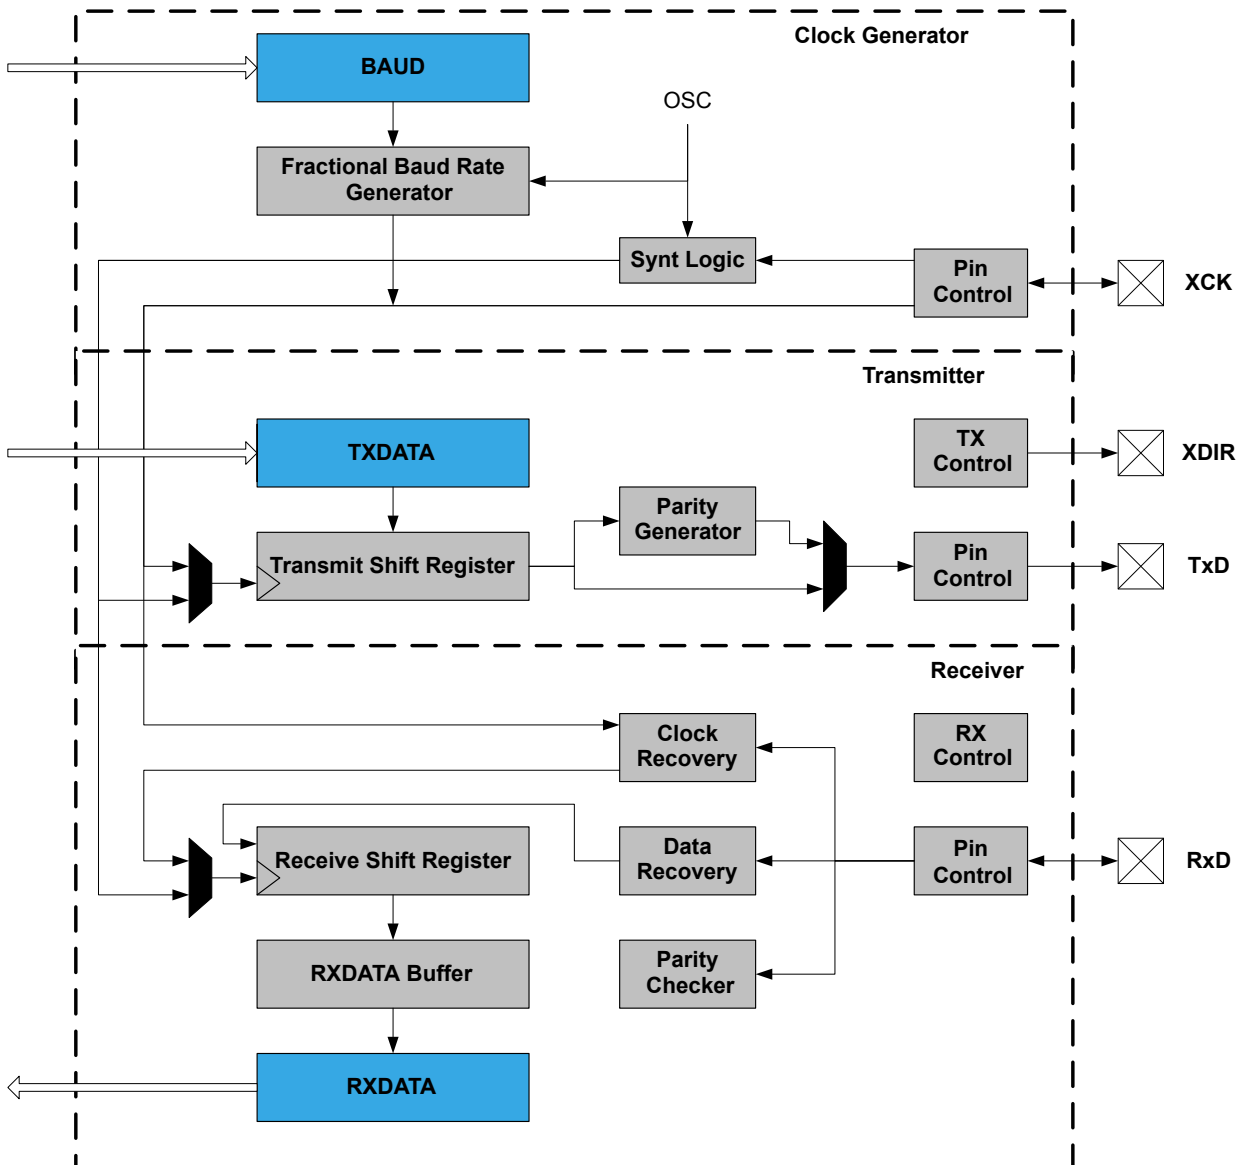 Clock Generator
BAUD
OSC
Fractional Baud Rate
Generator
Synt Logic
Pin
Control
XCK
Transmitter
TXDATA
TX
Control
XDIR
Parity
Generator
Transmit Shift Register
Pin
Control
TxD
Receiver
Clock
Recovery
RX
Control
Receive Shift Register
Data
Recovery
Pin
Control
RxD
RXDATA Buffer
Parity
Checker
RXDATA